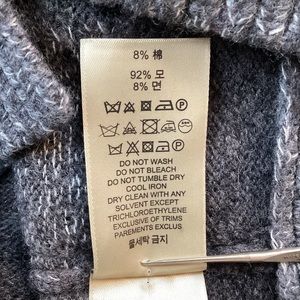 8% 棉
92% 모
8% 면
DO NOT WASH
DO NOT BLEACH
DO NOT TUMBLE DRY
COOL IRON
DRY CLEAN WITH ANY
SOLVENT EXCEPT
TRICHLOROETHYLENE
EXCLUSIVE OF TRIMS
PAREMENTS EXCLUS
물세탁 금지